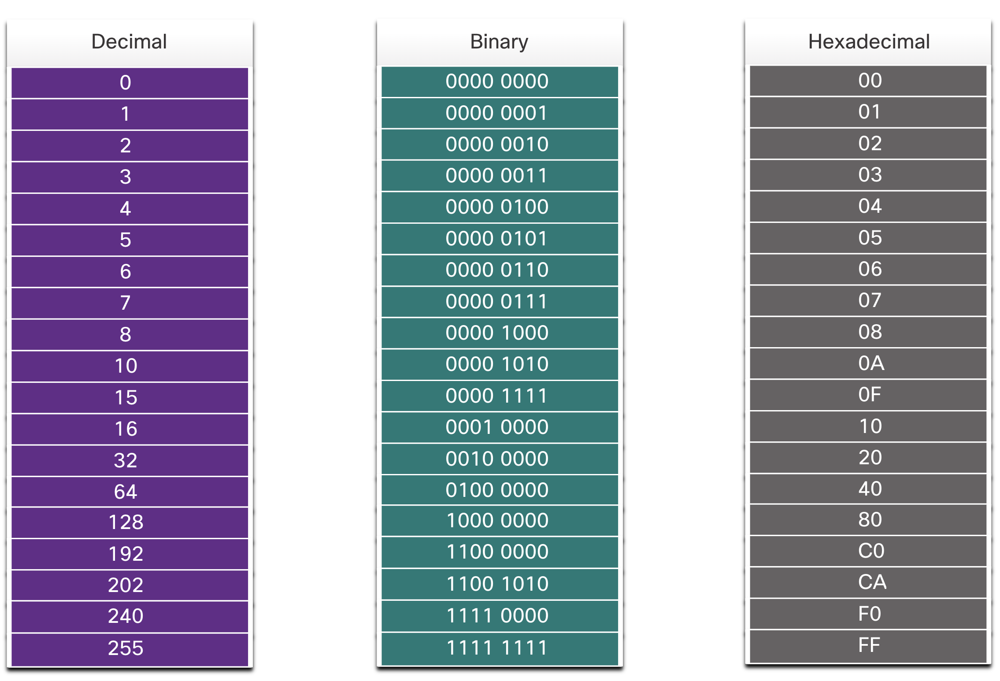 Decimal Binary Hexadecimal
0 0000 0000 00
1 0000 0001 01
2 0000 0010 02
3 0000 0011 03
4 0000 0100 04
5 0000 0101 05
6 0000 0110 06
7 0000 0111 07
8 0000 1000 08
10 0000 1010 0A
15 0000 1111 0F
16 0001 0000 10
32 0010 0000 20
64 0100 0000 40
128 1000 0000 80
192 1100 0000 C0
202 1100 1010 CA
240 1111 0000 F0
255 1111 1111 FF